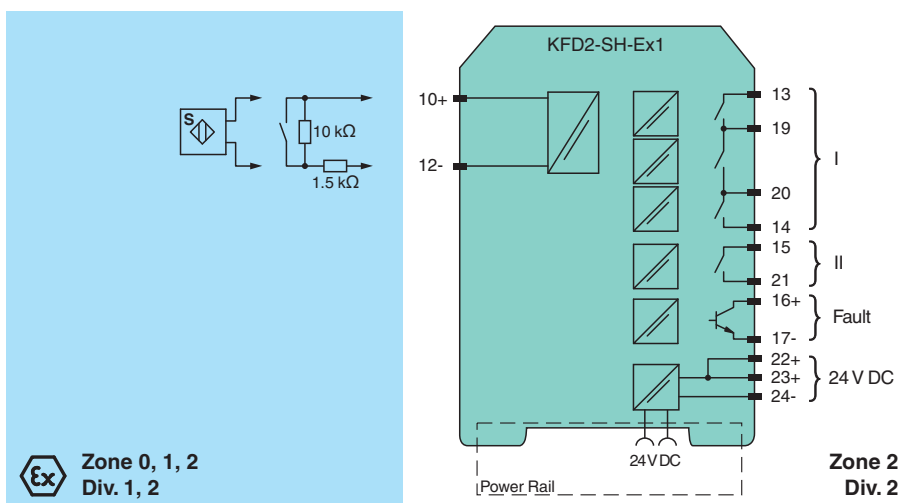 KFD2-SH-Ex1
S
10 kΩ
1.5 kΩ
10+
12-
13
19
20
14
I
15
21
II
16+
17-
Fault
22+
23+
24-
24 V DC
24 V DC
Power Rail
Ex
Zone 0, 1, 2
Div. 1, 2
Zone 2
Div. 2